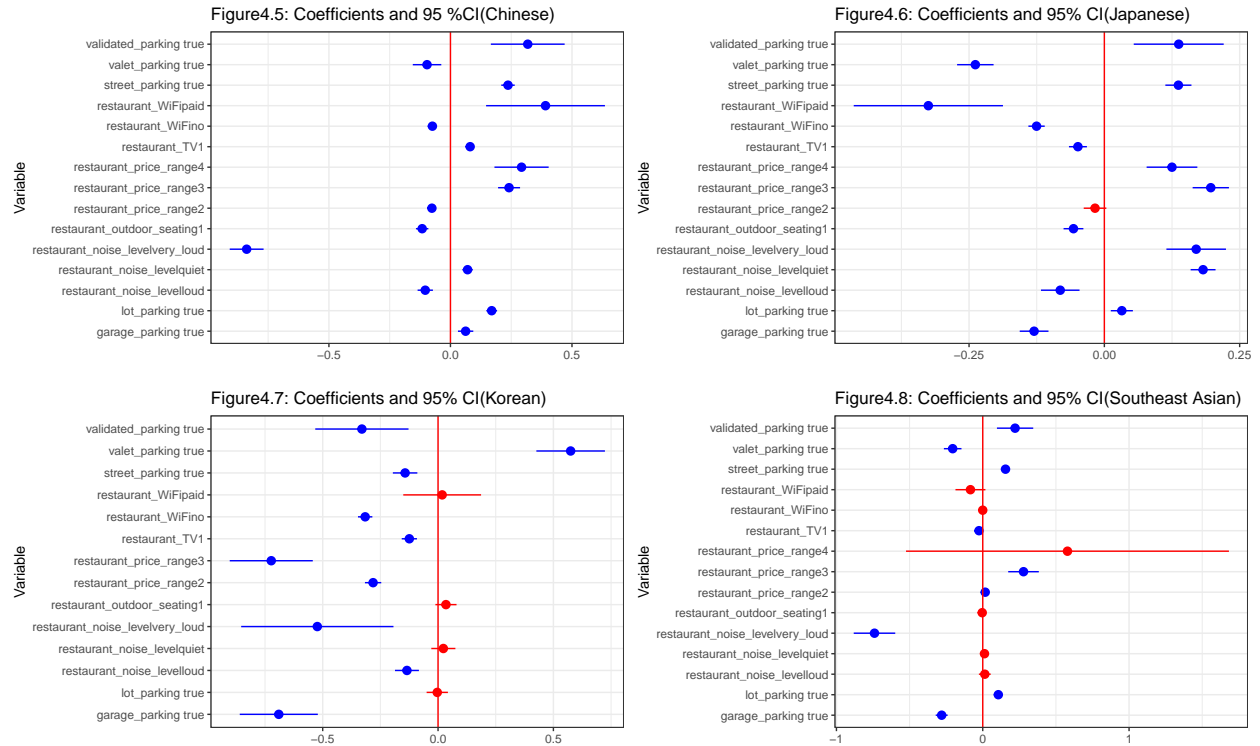 Figure4.5: Coefficients and 95 %CI(Chinese)
Variable
validated_parking true
valet_parking true
street_parking true
restaurant_WiFipaid
restaurant_WiFino
restaurant_TV1
restaurant_price_range4
restaurant_price_range3
restaurant_price_range2
restaurant_outdoor_seating1
restaurant_noise_levelvery_loud
restaurant_noise_levelquiet
restaurant_noise_levelloud
lot_parking true
garage_parking true
−0.5 0.0 0.5
Figure4.6: Coefficients and 95% CI(Japanese)
Variable
validated_parking true
valet_parking true
street_parking true
restaurant_WiFipaid
restaurant_WiFino
restaurant_TV1
restaurant_price_range4
restaurant_price_range3
restaurant_price_range2
restaurant_outdoor_seating1
restaurant_noise_levelvery_loud
restaurant_noise_levelquiet
restaurant_noise_levelloud
lot_parking true
garage_parking true
−0.25 0.00 0.25
Figure4.7: Coefficients and 95% CI(Korean)
Variable
validated_parking true
valet_parking true
street_parking true
restaurant_WiFipaid
restaurant_WiFino
restaurant_TV1
restaurant_price_range3
restaurant_price_range2
restaurant_outdoor_seating1
restaurant_noise_levelvery_loud
restaurant_noise_levelquiet
restaurant_noise_levelloud
lot_parking true
garage_parking true
−0.5 0.0 0.5
Figure4.8: Coefficients and 95% CI(Southeast Asian)
Variable
validated_parking true
valet_parking true
street_parking true
restaurant_WiFipaid
restaurant_WiFino
restaurant_TV1
restaurant_price_range4
restaurant_price_range3
restaurant_price_range2
restaurant_outdoor_seating1
restaurant_noise_levelvery_loud
restaurant_noise_levelquiet
restaurant_noise_levelloud
lot_parking true
garage_parking true
−1 0 1